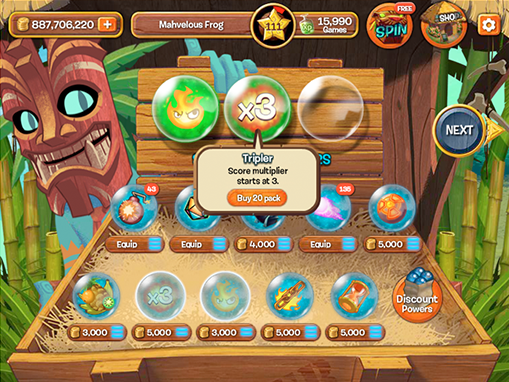 887,706,220
Mahvelous Frog
111
15,990
Games
FREE
SPIN
SHOP
x3
NEXT
Tripler
Score multiplier
starts at 3.
Buy 20 pack
43
135
Equip
Equip
4,000
Equip
5,000
x3
Discount
Powers
3,000
5,000
3,000
5,000
5,000